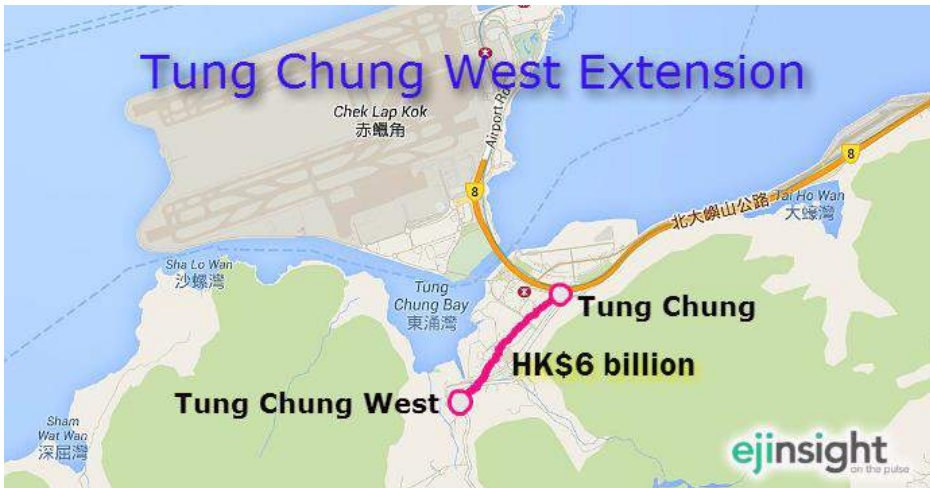 Tung Chung West Extension
Chek Lap Kok
赤鱲角
Airport Ro
8
8
Tai Ho Wan
大蠔灣
北大嶼山公路
Sha Lo Wan
沙螺灣
Tung
Chung Bay
東涌灣
Tung Chung
HK$6 billion
Tung Chung West
Sham
Wat Wan
深屈灣
ejinsight
on the pulse